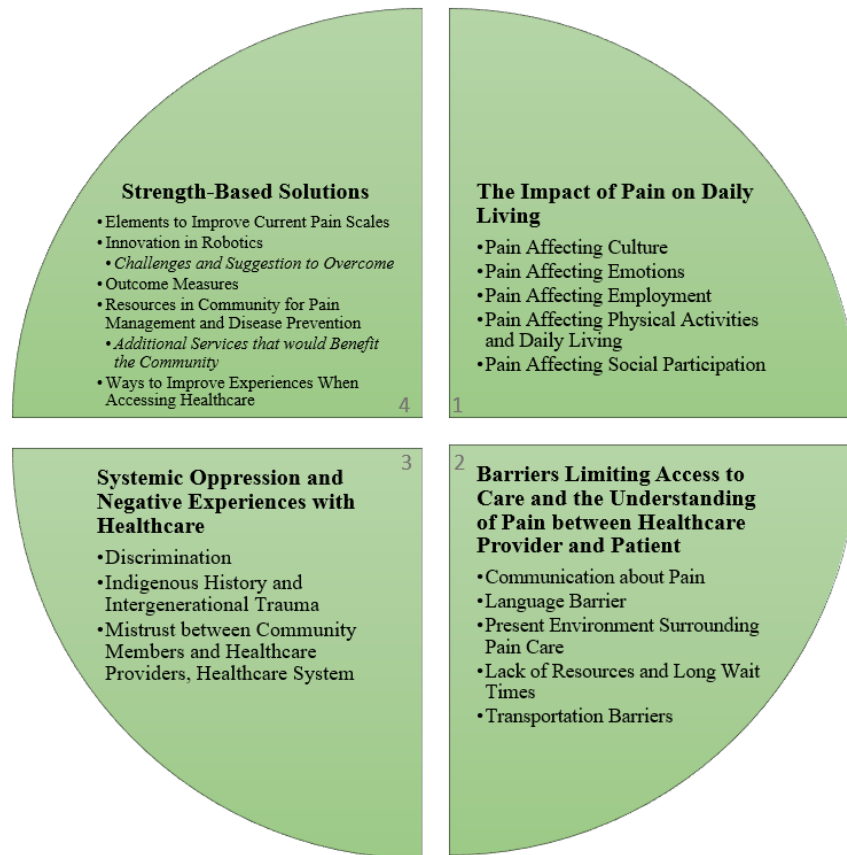 Strength-Based Solutions
•Elements to Improve Current Pain Scales
•Innovation in Robotics
•Challenges and Suggestion to Overcome
•Outcome Measures
•Resources in Community for Pain
Management and Disease Prevention
•Additional Services that would Benefit
the Community
•Ways to Improve Experiences When
Accessing Healthcare
4
The Impact of Pain on Daily
Living
•Pain Affecting Culture
•Pain Affecting Emotions
•Pain Affecting Employment
•Pain Affecting Physical Activities
and Daily Living
•Pain Affecting Social Participation
1
3
Systemic Oppression and
Negative Experiences with
Healthcare
•Discrimination
•Indigenous History and
Intergenerational Trauma
•Mistrust between Community
Members and Healthcare
Providers, Healthcare System
2
Barriers Limiting Access to
Care and the Understanding
of Pain between Healthcare
Provider and Patient
•Communication about Pain
•Language Barrier
•Present Environment Surrounding
Pain Care
•Lack of Resources and Long Wait
Times
•Transportation Barriers